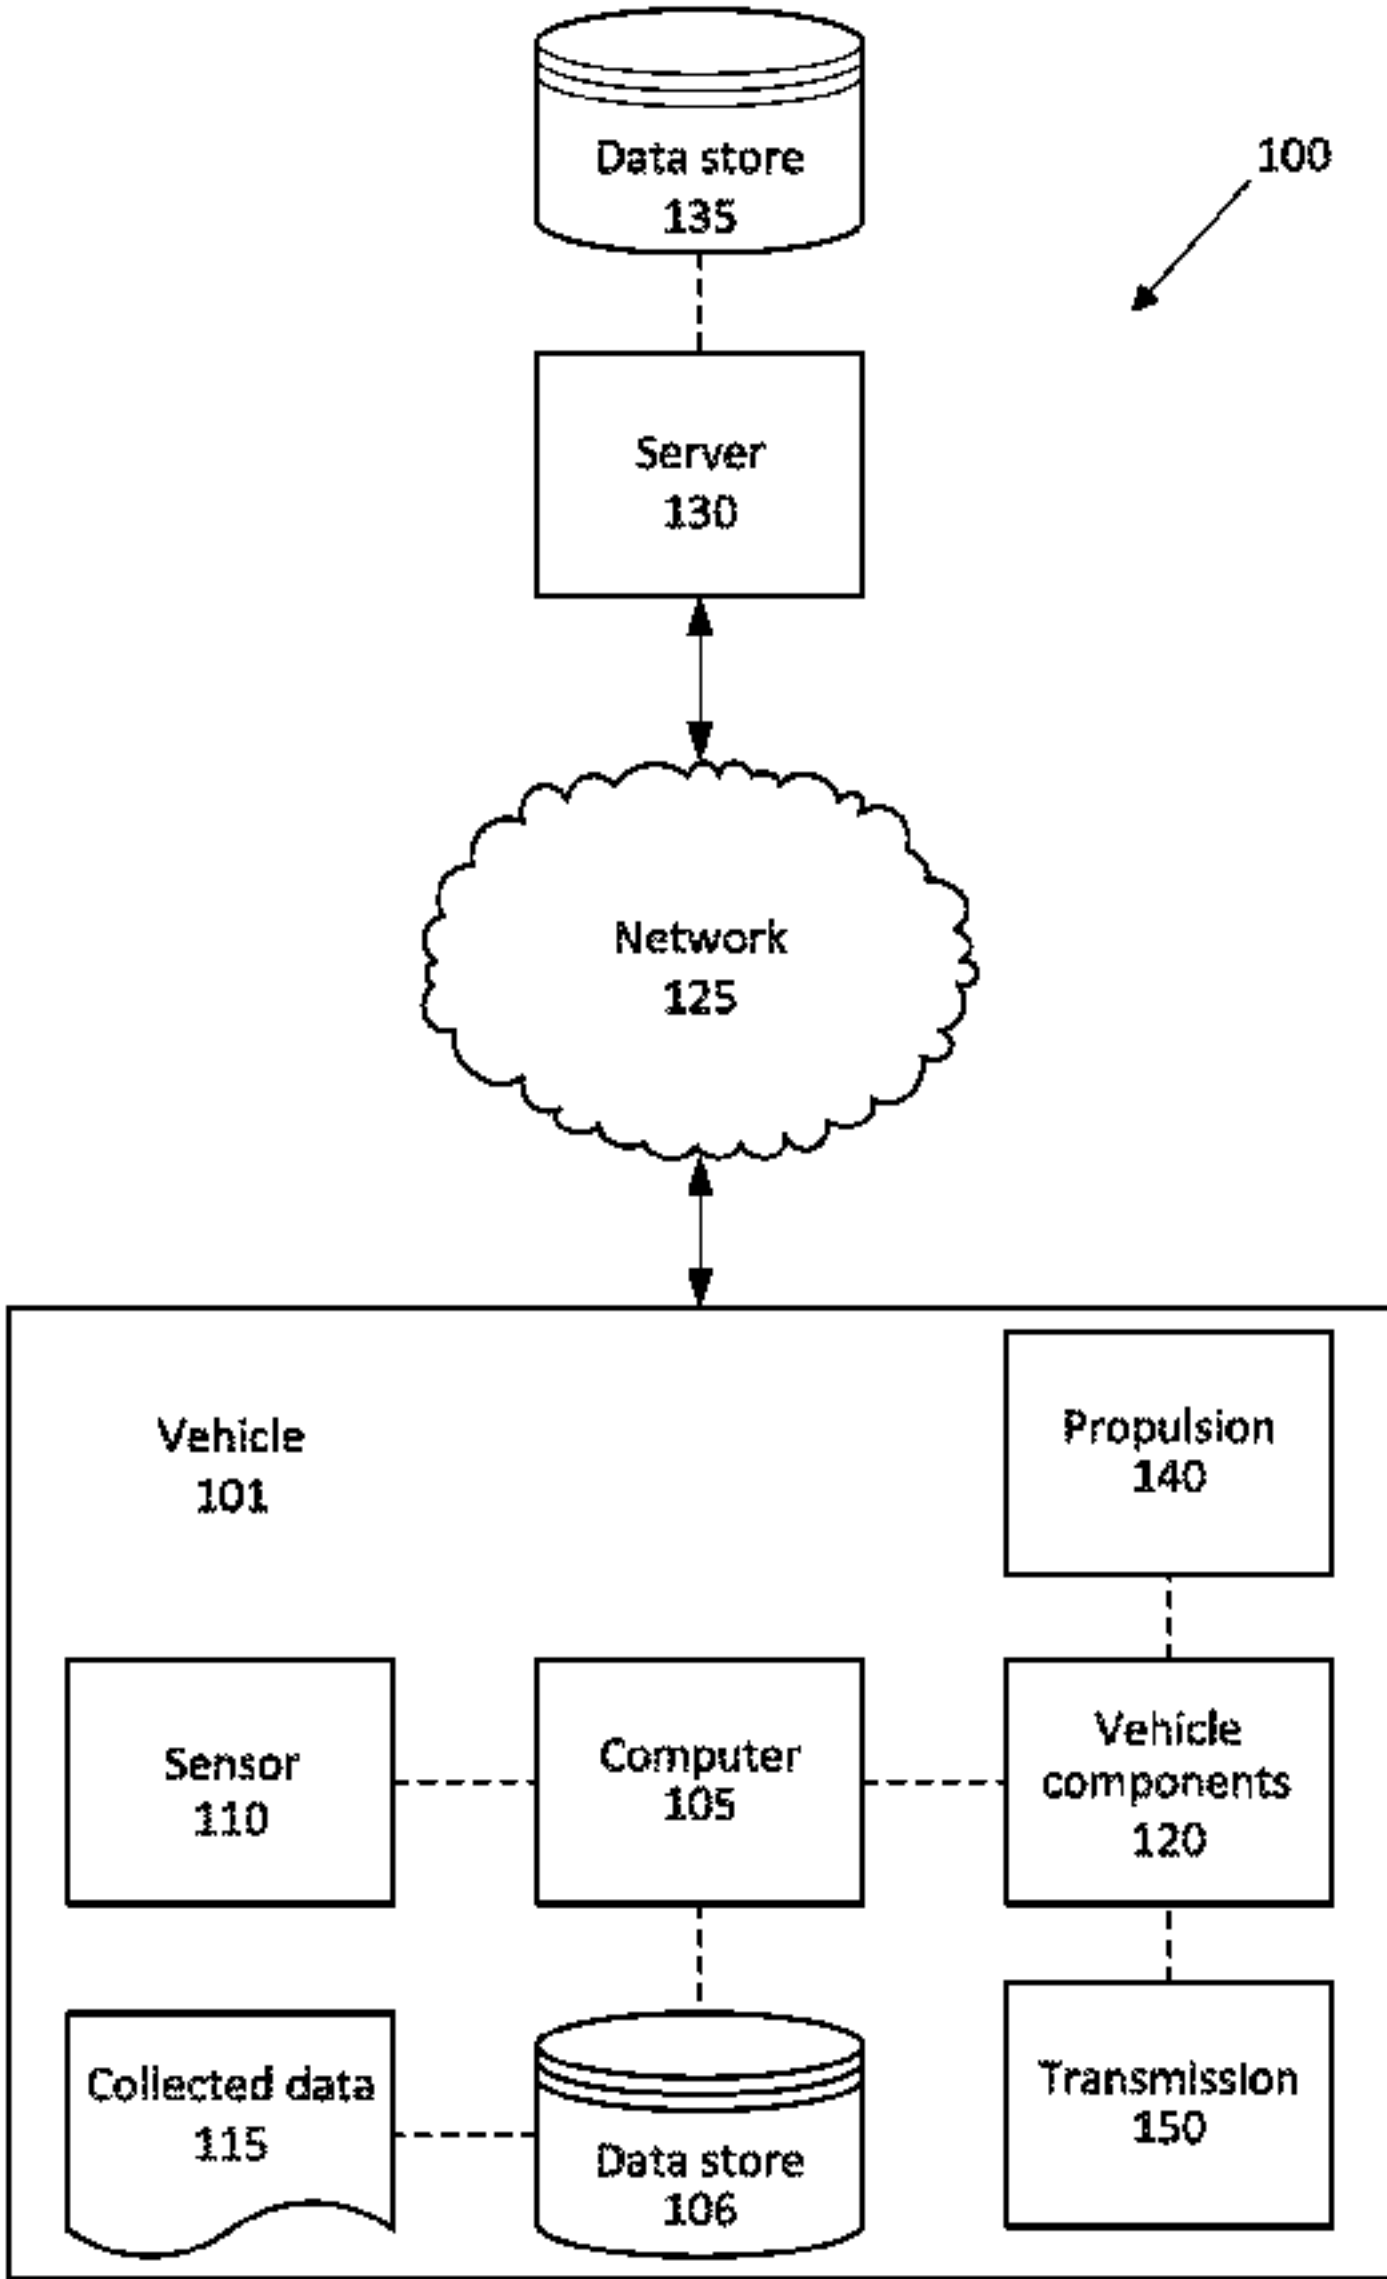 Data store
135
100
Server
130
Network
125
Vehicle
101
Propulsion
140
Sensor
110
Computer
105
Vehicle
components
120
Collected data
115
Data store
106
Transmission
150